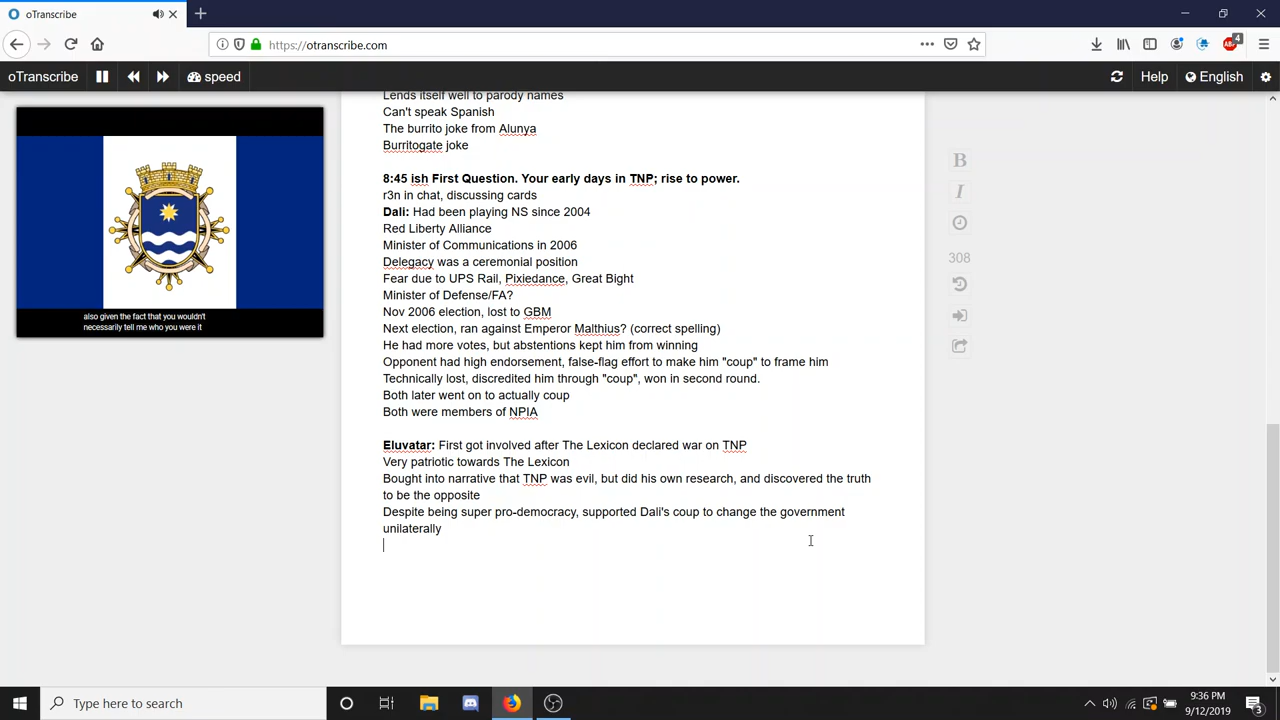 oTranscribe
https://otranscribe.com
4
oTranscribe
speed
Help
English
also given the fact that you wouldn't
necessarily tell me who you were it
Lends itself well to parody names
Can't speak Spanish
The burrito joke from Alunya
Burritogate joke
8:45 ish First Question. Your early days in TNP; rise to power.
r3n in chat, discussing cards
Dali: Had been playing NS since 2004
Red Liberty Alliance
Minister of Communications in 2006
Delegacy was a ceremonial position
Fear due to UPS Rail, Pixiedance, Great Bight
Minister of Defense/FA?
Nov 2006 election, lost to GBM
Next election, ran against Emperor Malthius? (correct spelling)
He had more votes, but abstentions kept him from winning
Opponent had high endorsement, false-flag effort to make him "coup" to frame him
Technically lost, discredited him through "coup", won in second round.
Both later went on to actually coup
Both were members of NPIA
Eluvatar: First got involved after The Lexicon declared war on TNP
Very patriotic towards The Lexicon
Bought into narrative that TNP was evil, but did his own research, and discovered the truth
to be the opposite
Despite being super pro-democracy, supported Dali's coup to change the government
unilaterally
B
I
308
Type here to search
9:36 PM
9/12/2019
3